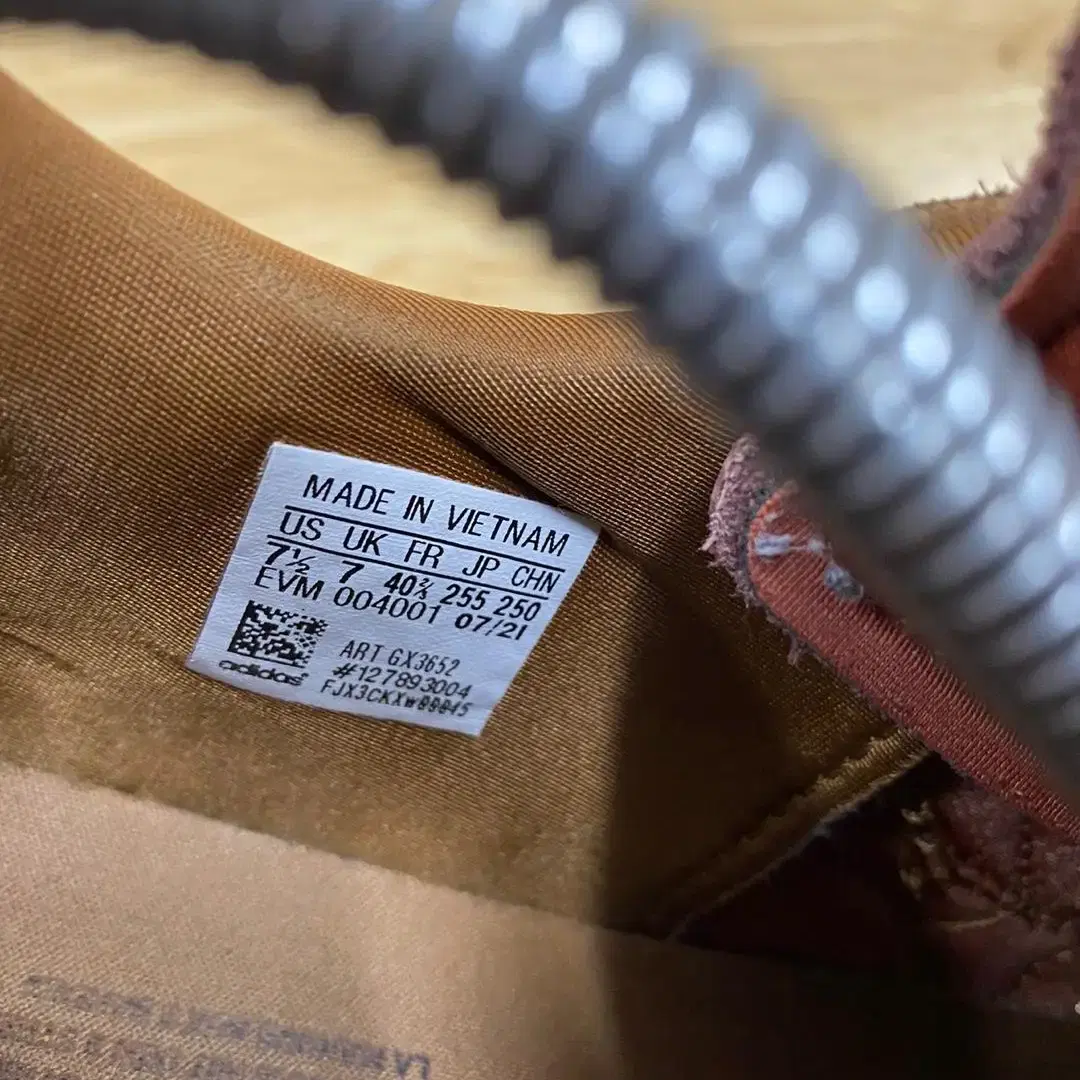 MADE IN VIETNAM
US UK FR JP CHN
7½ 7 40⅔ 255 250
EVM 004001 07/21
ART GX3652
#127893004
adidas